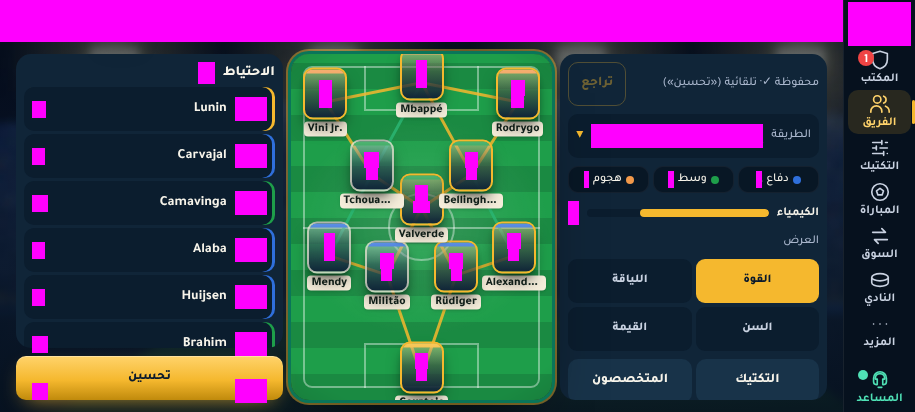 1
المكتب
الفريق
التكتيك
المباراة
السوق
النادي
...
المزيد
المساعد
محفوظة ✓ · تلقائية («تحسين»)
تراجع
الطريقة
دفاع
وسط
هجوم
الكيمياء
العرض
القوة
اللياقة
السن
القيمة
التكتيك
المتخصصون
Mbappé
Vini Jr.
Rodrygo
Tchoua...
Bellingh...
Valverde
Mendy
Alexand...
Militão
Rüdiger
الاحتياط
Lunin
Carvajal
Camavinga
Alaba
Huijsen
Brahim
تحسين